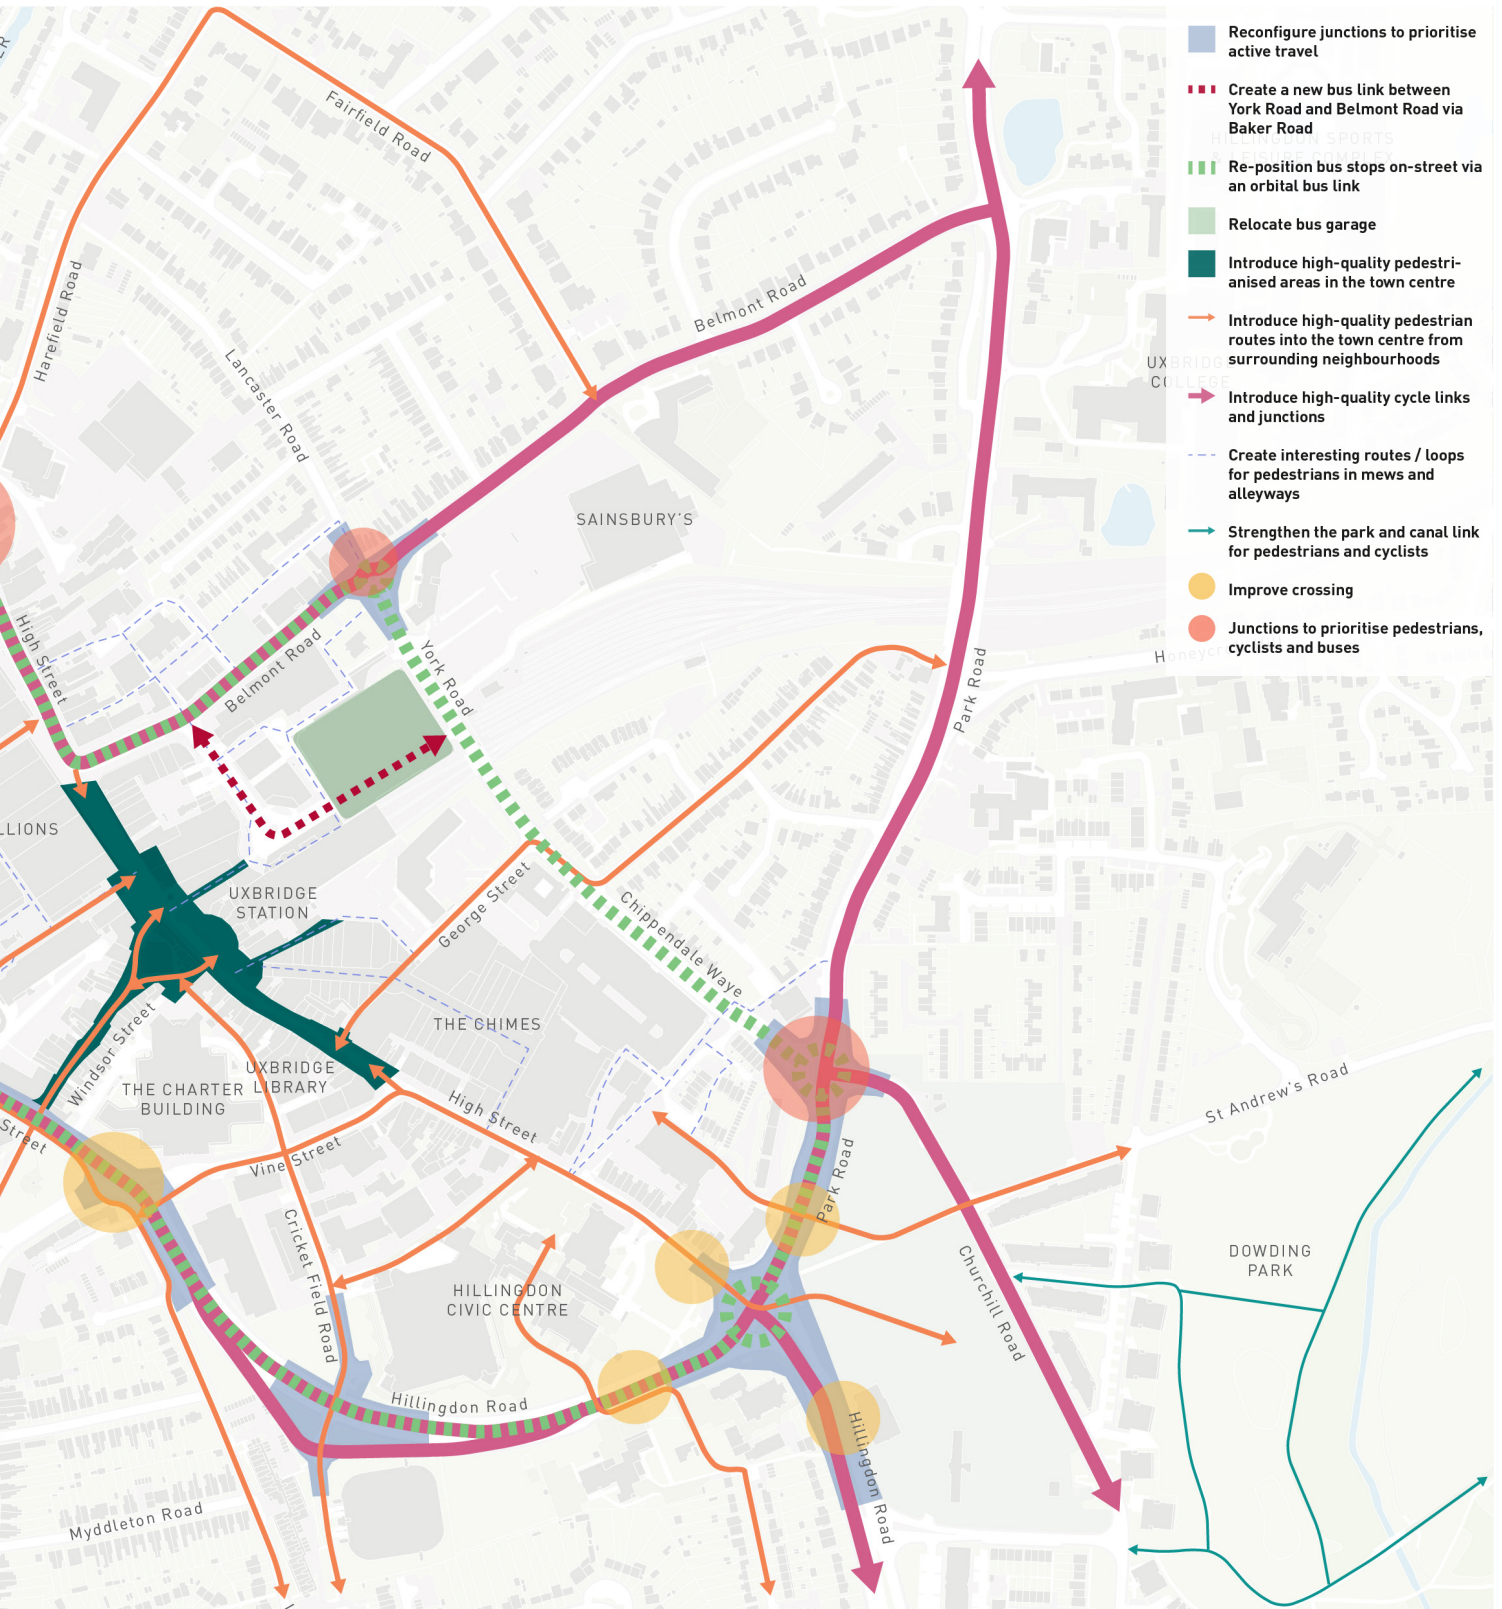 Reconfigure junctions to prioritise
active travel
Create a new bus link between
York Road and Belmont Road via
Baker Road
HILLINGDON SPORTS
Re-position bus stops on-street via
an orbital bus link
Relocate bus garage
Introduce high-quality pedestri-
anised areas in the town centre
Introduce high-quality pedestrian
routes into the town centre from
surrounding neighbourhoods
UXBRIDGE
COLLEGE
Introduce high-quality cycle links
and junctions
Create interesting routes / loops
for pedestrians in mews and
alleyways
Strengthen the park and canal link
for pedestrians and cyclists
Improve crossing
Junctions to prioritise pedestrians,
cyclists and buses
Honeycr
Fairfield Road
Harefield Road
Lancaster Road
Belmont Road
SAINSBURY'S
High Street
Belmont Road
York Road
Park Road
LLIONS
UXBRIDGE
STATION
George Street
Chippendale Waye
THE CHIMES
Windsor Street
UXBRIDGE
LIBRARY
THE CHARTER
BUILDING
High Street
Street
Vine Street
Park Road
St Andrew's Road
Cricket Field Road
HILLINGDON
CIVIC CENTRE
Churchill Road
DOWDING
PARK
Hillingdon Road
Hillingdon Road
Myddleton Road